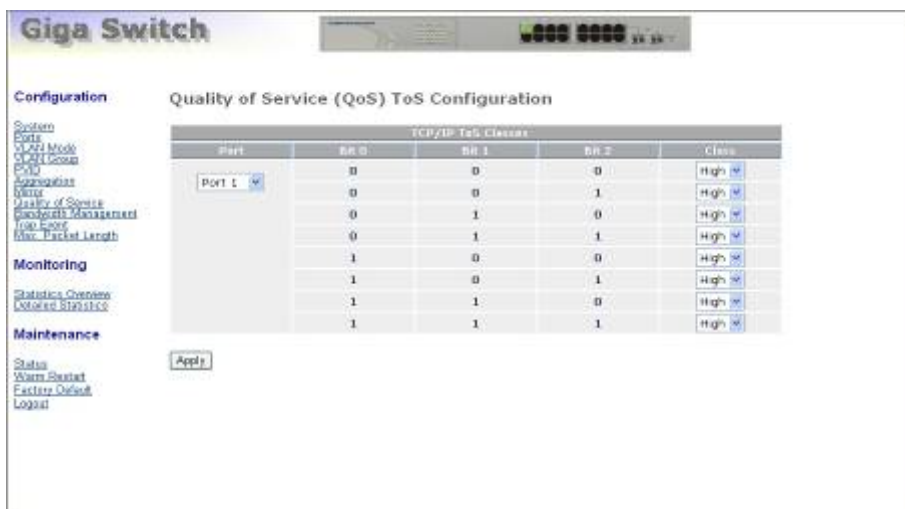 Giga Switch
Configuration
System
Ports
VLAN Mode
VLAN Group
PVID
Aggregation
Mirror
Quality of Service
Bandwidth Management
Trap Event
Max. Packet Length
Monitoring
Statistics Overview
Detailed Statistics
Maintenance
Status
Warm Restart
Factory Default
Logout
Quality of Service (QoS) ToS Configuration
TCP/IP ToS Classes
Port Bit 0 Bit 1 Bit 2 Class
Port 1 0 0 0 High
0 0 1 High
0 1 0 High
0 1 1 High
1 0 0 High
1 0 1 High
1 1 0 High
1 1 1 High
Apply